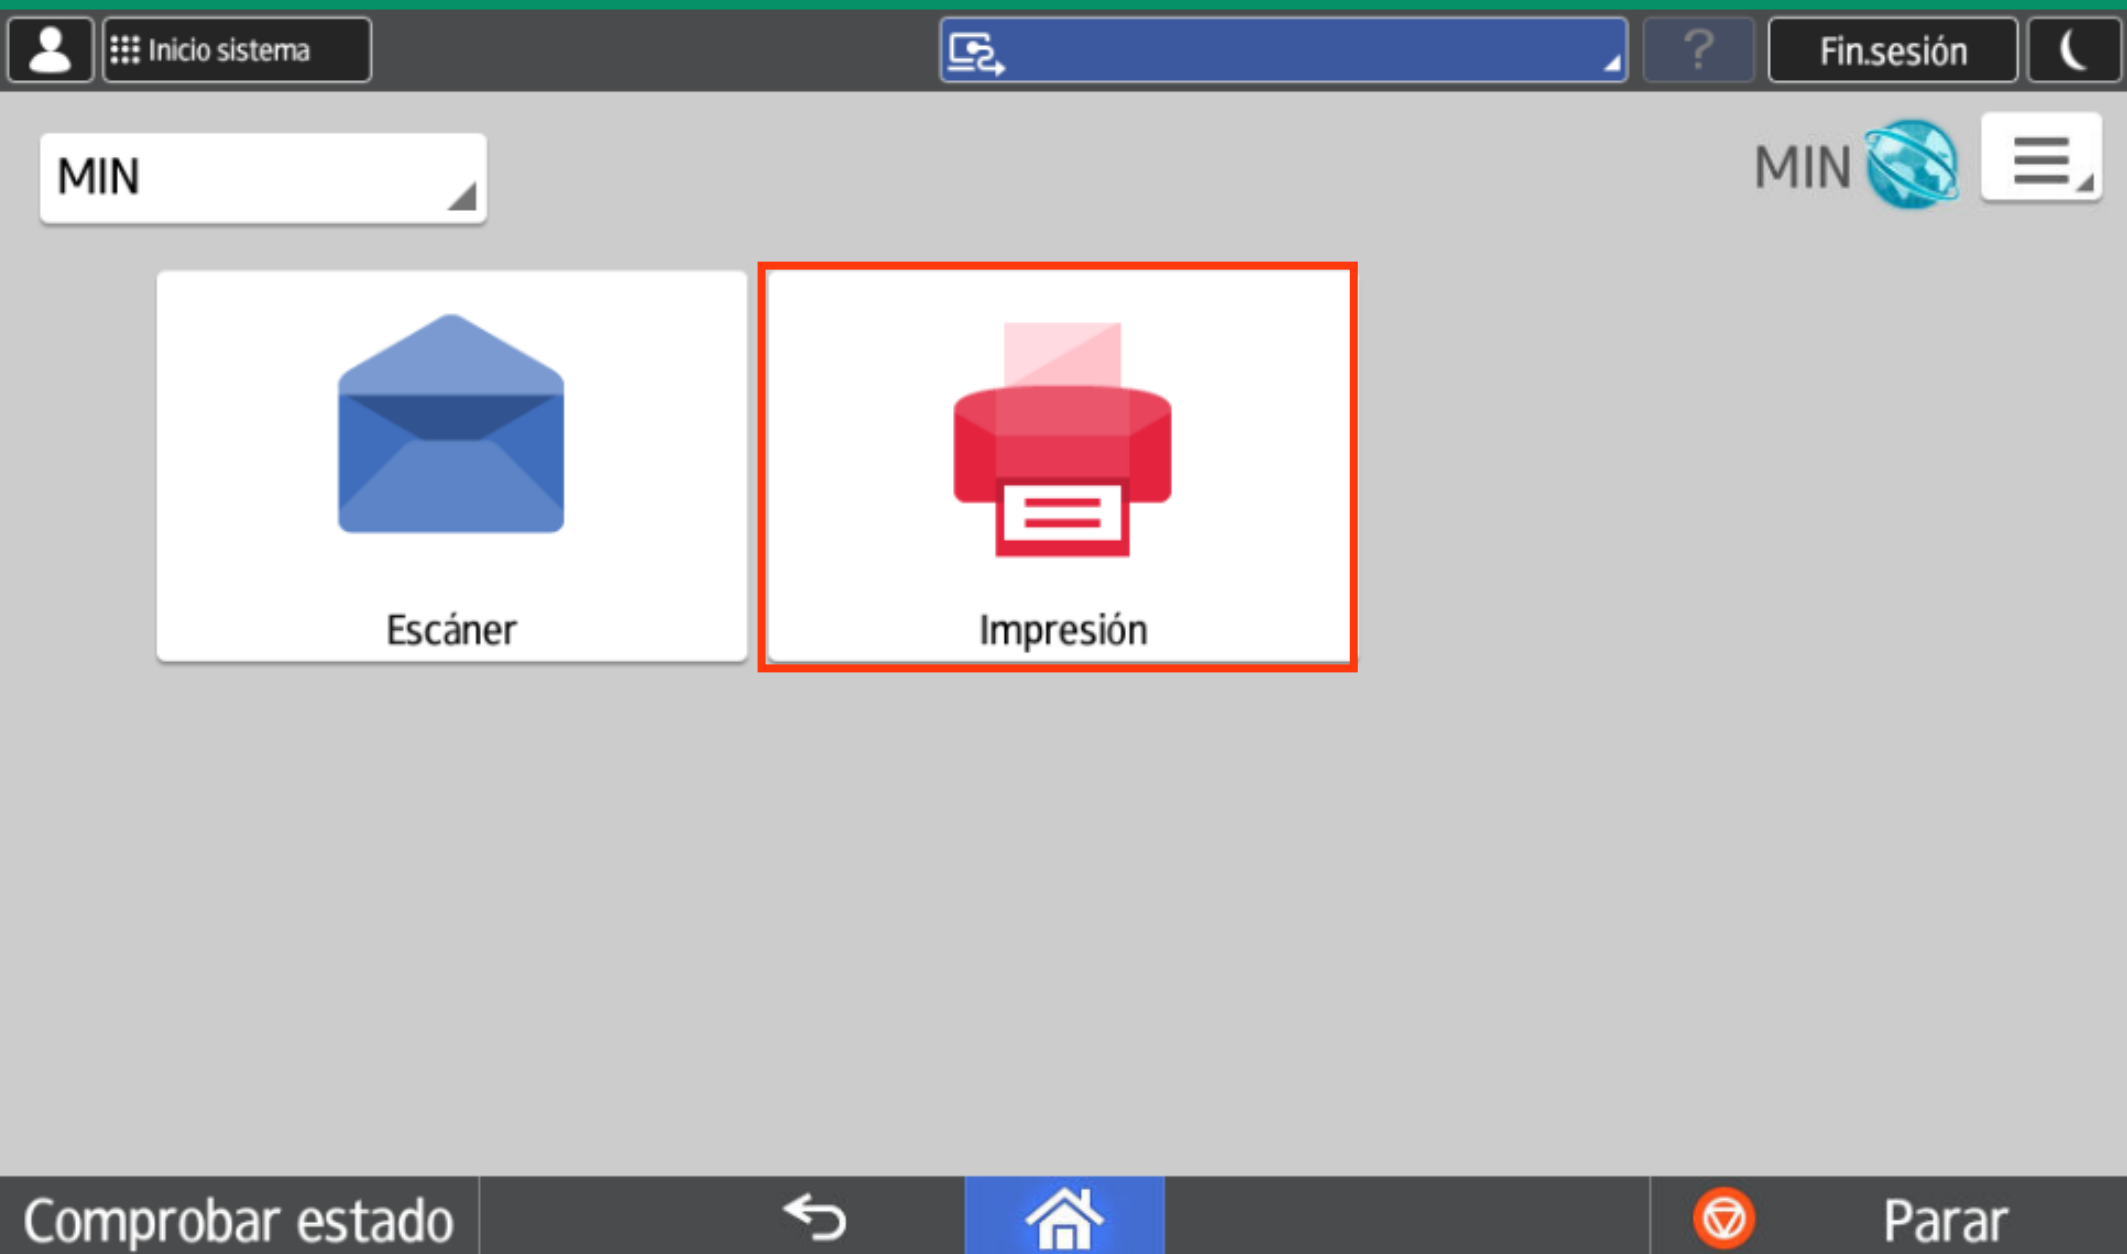 Inicio sistema
?
Fin.sesión
MIN
MIN
Escáner
Impresión
Comprobar estado
Parar